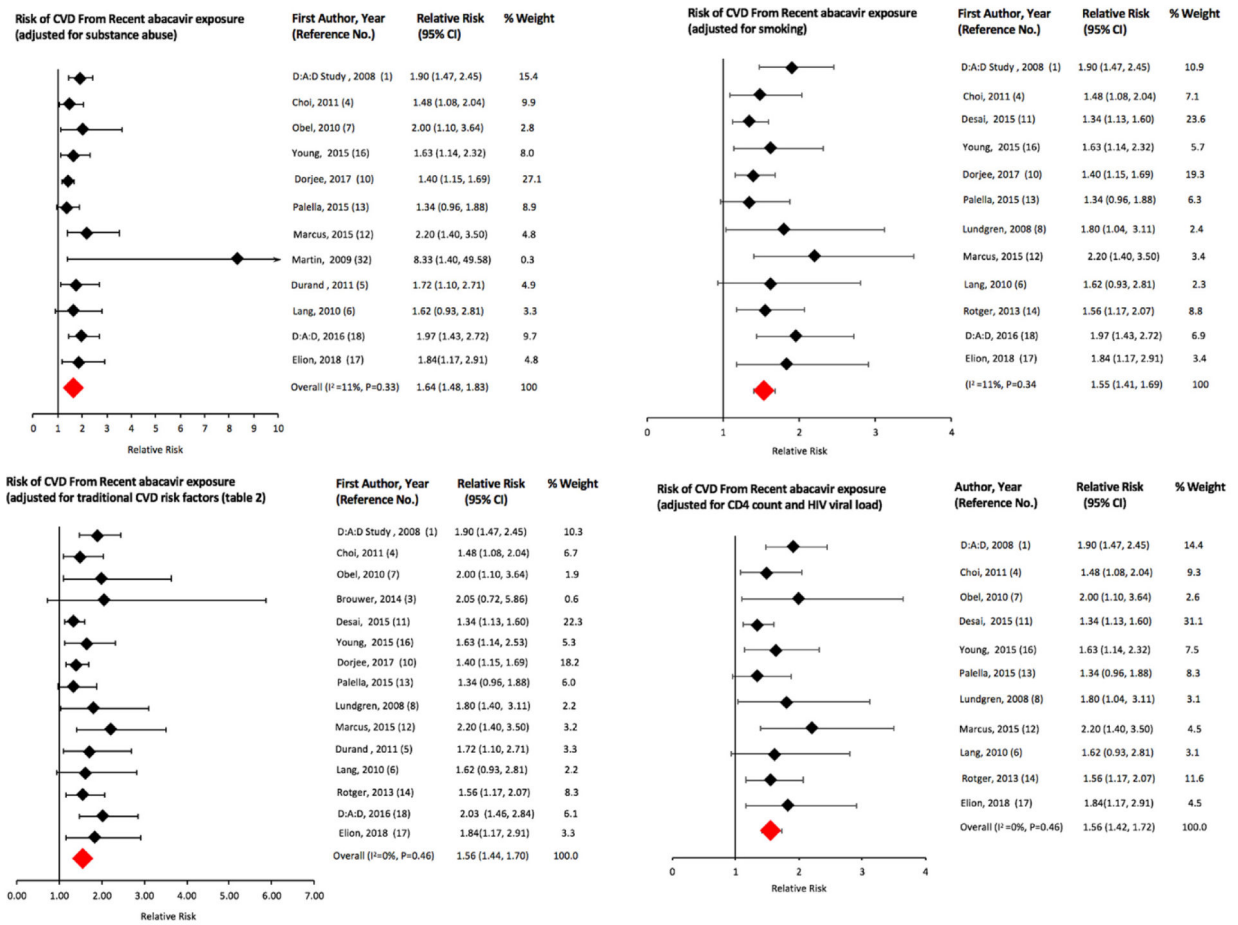 Risk of CVD From Recent abacavir exposure
(adjusted for substance abuse)
First Author, Year
(Reference No.)
Relative Risk
(95% CI)
% Weight
D:A:D Study , 2008 (1) 1.90 (1.47, 2.45) 15.4
Choi, 2011 (4) 1.48 (1.08, 2.04) 9.9
Obel, 2010 (7) 2.00 (1.10, 3.64) 2.8
Young, 2015 (16) 1.63 (1.14, 2.32) 8.0
Dorjee, 2017 (10) 1.40 (1.15, 1.69) 27.1
Palella, 2015 (13) 1.34 (0.96, 1.88) 8.9
Marcus, 2015 (12) 2.20 (1.40, 3.50) 4.8
Martin, 2009 (32) 8.33 (1.40, 49.58) 0.3
Durand , 2011 (5) 1.72 (1.10, 2.71) 4.9
Lang, 2010 (6) 1.62 (0.93, 2.81) 3.3
D:A:D, 2016 (18) 1.97 (1.43, 2.72) 9.7
Elion, 2018 (17) 1.84(1.17, 2.91) 4.8
Overall (I² =11%, P=0.33) 1.64 (1.48, 1.83) 100
0 1 2 3 4 5 6 7 8 9 10
Relative Risk
Risk of CVD From Recent abacavir exposure
(adjusted for smoking)
First Author, Year
(Reference No.)
Relative Risk
(95% CI)
% Weight
D:A:D Study , 2008 (1) 1.90 (1.47, 2.45) 10.9
Choi, 2011 (4) 1.48 (1.08, 2.04) 7.1
Desai, 2015 (11) 1.34 (1.13, 1.60) 23.6
Young, 2015 (16) 1.63 (1.14, 2.32) 5.7
Dorjee, 2017 (10) 1.40 (1.15, 1.69) 19.3
Palella, 2015 (13) 1.34 (0.96, 1.88) 6.3
Lundgren, 2008 (8) 1.80 (1.04, 3.11) 2.4
Marcus, 2015 (12) 2.20 (1.40, 3.50) 3.4
Lang, 2010 (6) 1.62 (0.93, 2.81) 2.3
Rotger, 2013 (14) 1.56 (1.17, 2.07) 8.8
D:A:D, 2016 (18) 1.97 (1.43, 2.72) 6.9
Elion, 2018 (17) 1.84 (1.17, 2.91) 3.4
(I² =11%, P=0.34 1.55 (1.41, 1.69) 100
0 1 2 3 4
Relative Risk
Risk of CVD From Recent abacavir exposure
(adjusted for traditional CVD risk factors (table 2)
First Author, Year
(Reference No.)
Relative Risk
(95% CI)
% Weight
D:A:D Study , 2008 (1) 1.90 (1.47, 2.45) 10.3
Choi, 2011 (4) 1.48 (1.08, 2.04) 6.7
Obel, 2010 (7) 2.00 (1.10, 3.64) 1.9
Brouwer, 2014 (3) 2.05 (0.72, 5.86) 0.6
Desai, 2015 (11) 1.34 (1.13, 1.60) 22.3
Young, 2015 (16) 1.63 (1.14, 2.53) 5.3
Dorjee, 2017 (10) 1.40 (1.15, 1.69) 18.2
Palella, 2015 (13) 1.34 (0.96, 1.88) 6.0
Lundgren, 2008 (8) 1.80 (1.40, 3.11) 2.2
Marcus, 2015 (12) 2.20 (1.40, 3.50) 3.2
Durand , 2011 (5) 1.72 (1.10, 2.71) 3.3
Lang, 2010 (6) 1.62 (0.93, 2.81) 2.2
Rotger, 2013 (14) 1.56 (1.17, 2.07) 8.3
D:A:D, 2016 (18) 2.03 (1.46, 2.84) 6.1
Elion, 2018 (17) 1.84(1.17, 2.91) 3.3
Overall (I²=0%, P=0.46) 1.56 (1.44, 1.70) 100.0
0.00 1.00 2.00 3.00 4.00 5.00 6.00 7.00
Relative Risk
Risk of CVD From Recent abacavir exposure
(adjusted for CD4 count and HIV viral load)
Author, Year
(Reference No.)
Relative Risk
(95% CI)
% Weight
D:A:D, 2008 (1) 1.90 (1.47, 2.45) 14.4
Choi, 2011 (4) 1.48 (1.08, 2.04) 9.3
Obel, 2010 (7) 2.00 (1.10, 3.64) 2.6
Desai, 2015 (11) 1.34 (1.13, 1.60) 31.1
Young, 2015 (16) 1.63 (1.14, 2.32) 7.5
Palella, 2015 (13) 1.34 (0.96, 1.88) 8.3
Lundgren, 2008 (8) 1.80 (1.04, 3.11) 3.1
Marcus, 2015 (12) 2.20 (1.40, 3.50) 4.5
Lang, 2010 (6) 1.62 (0.93, 2.81) 3.1
Rotger, 2013 (14) 1.56 (1.17, 2.07) 11.6
Elion, 2018 (17) 1.84(1.17, 2.91) 4.5
Overall (I² =0%, P=0.46) 1.56 (1.42, 1.72) 100.0
0 1 2 3 4
Relative Risk